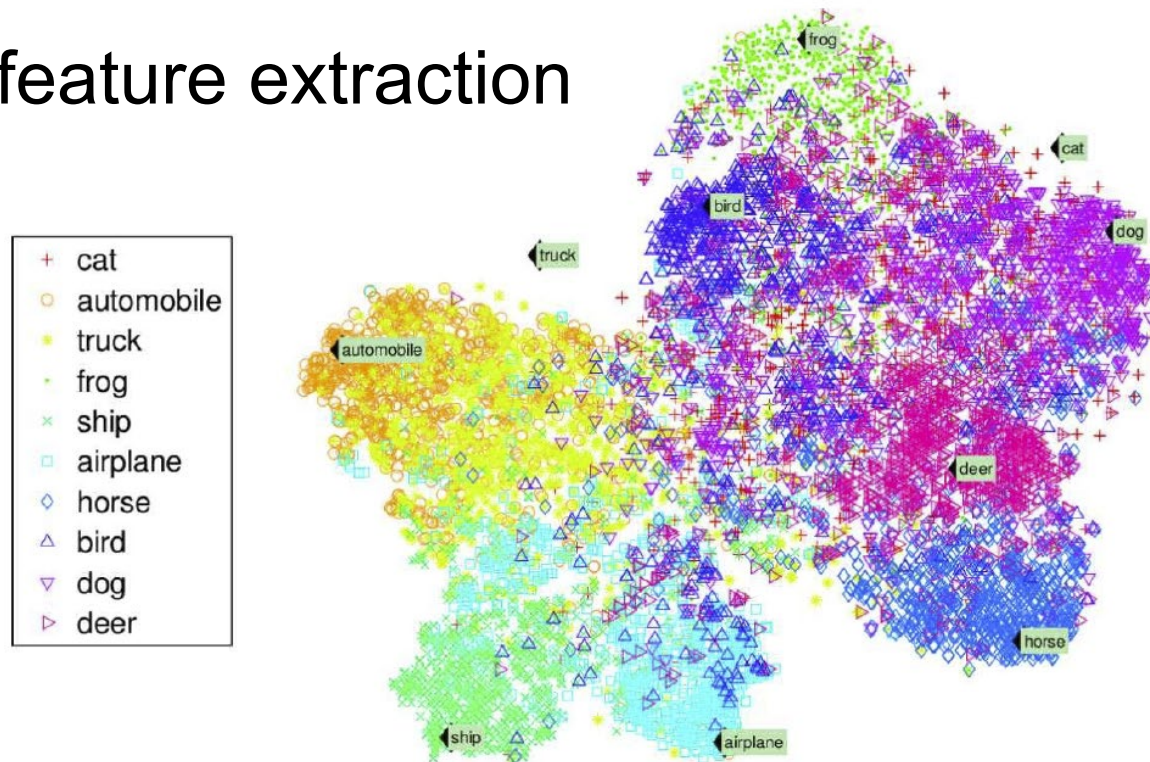 feature extraction
cat
automobile
truck
frog
ship
airplane
horse
bird
dog
deer
frog
cat
bird
dog
truck
automobile
deer
horse
ship
airplane